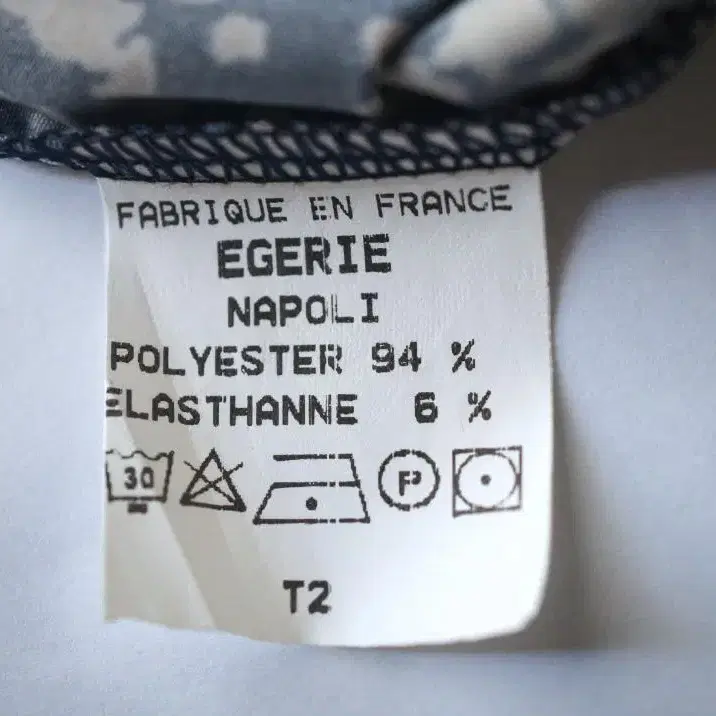 FABRIQUE EN FRANCE
EGERIE
NAPOLI
POLYESTER 94 %
ELASTHANNE 6 %
30 P
T2